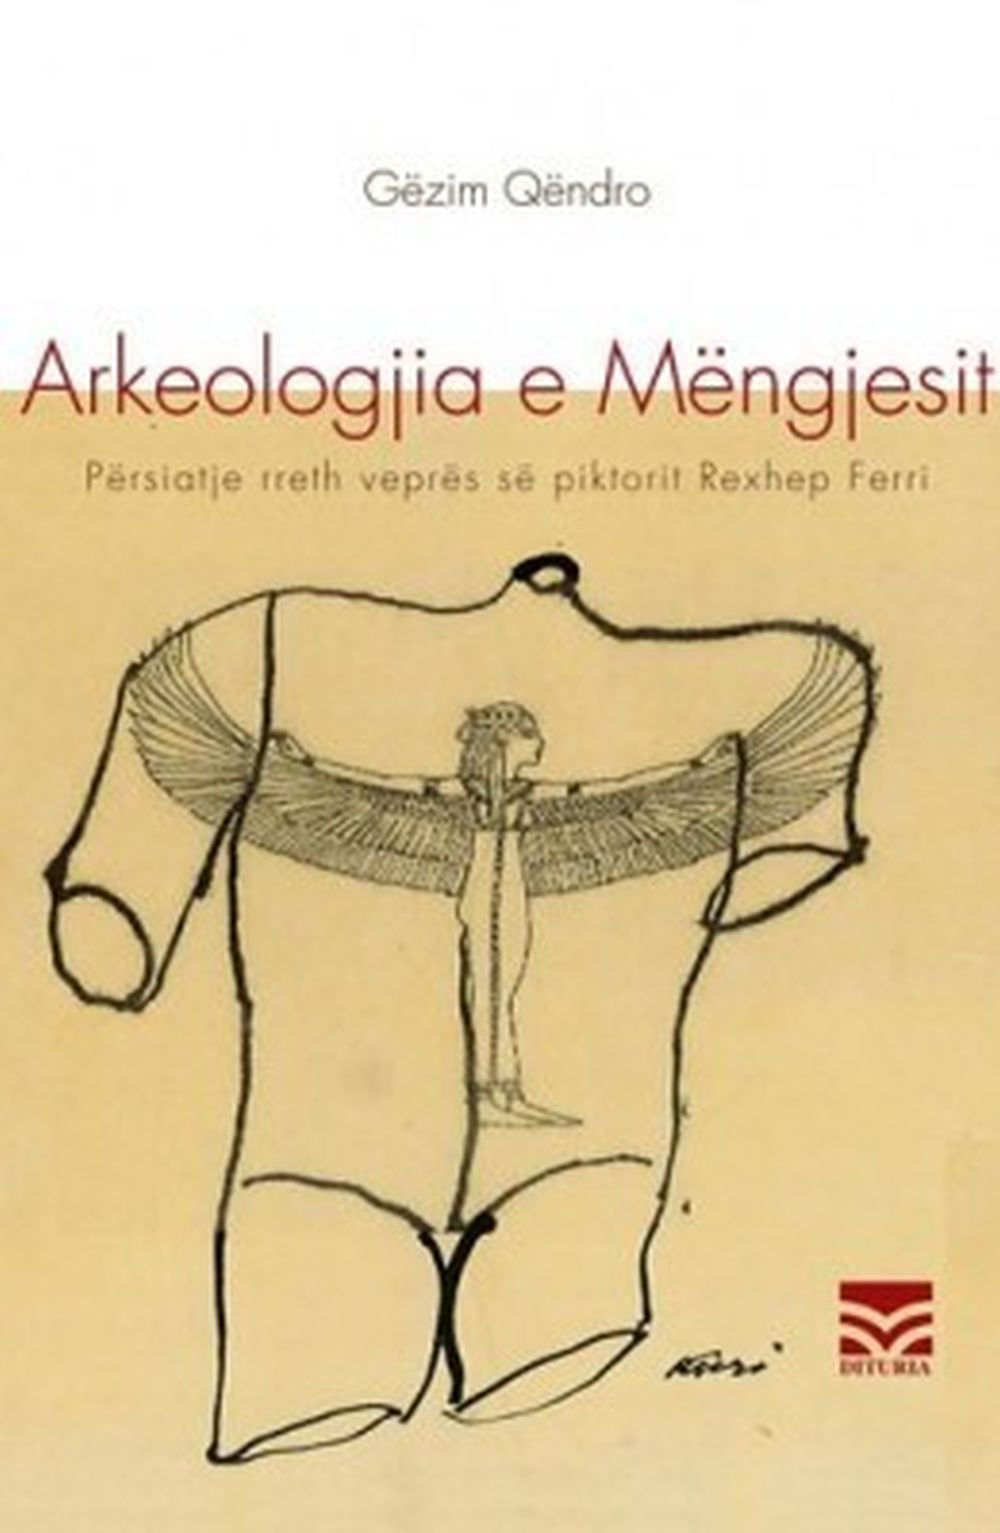 Gëzim Qëndro
Arkeologjia e Mëngjesit
Përsiatje rreth veprës së piktorit Rexhep Ferri
DITURIA